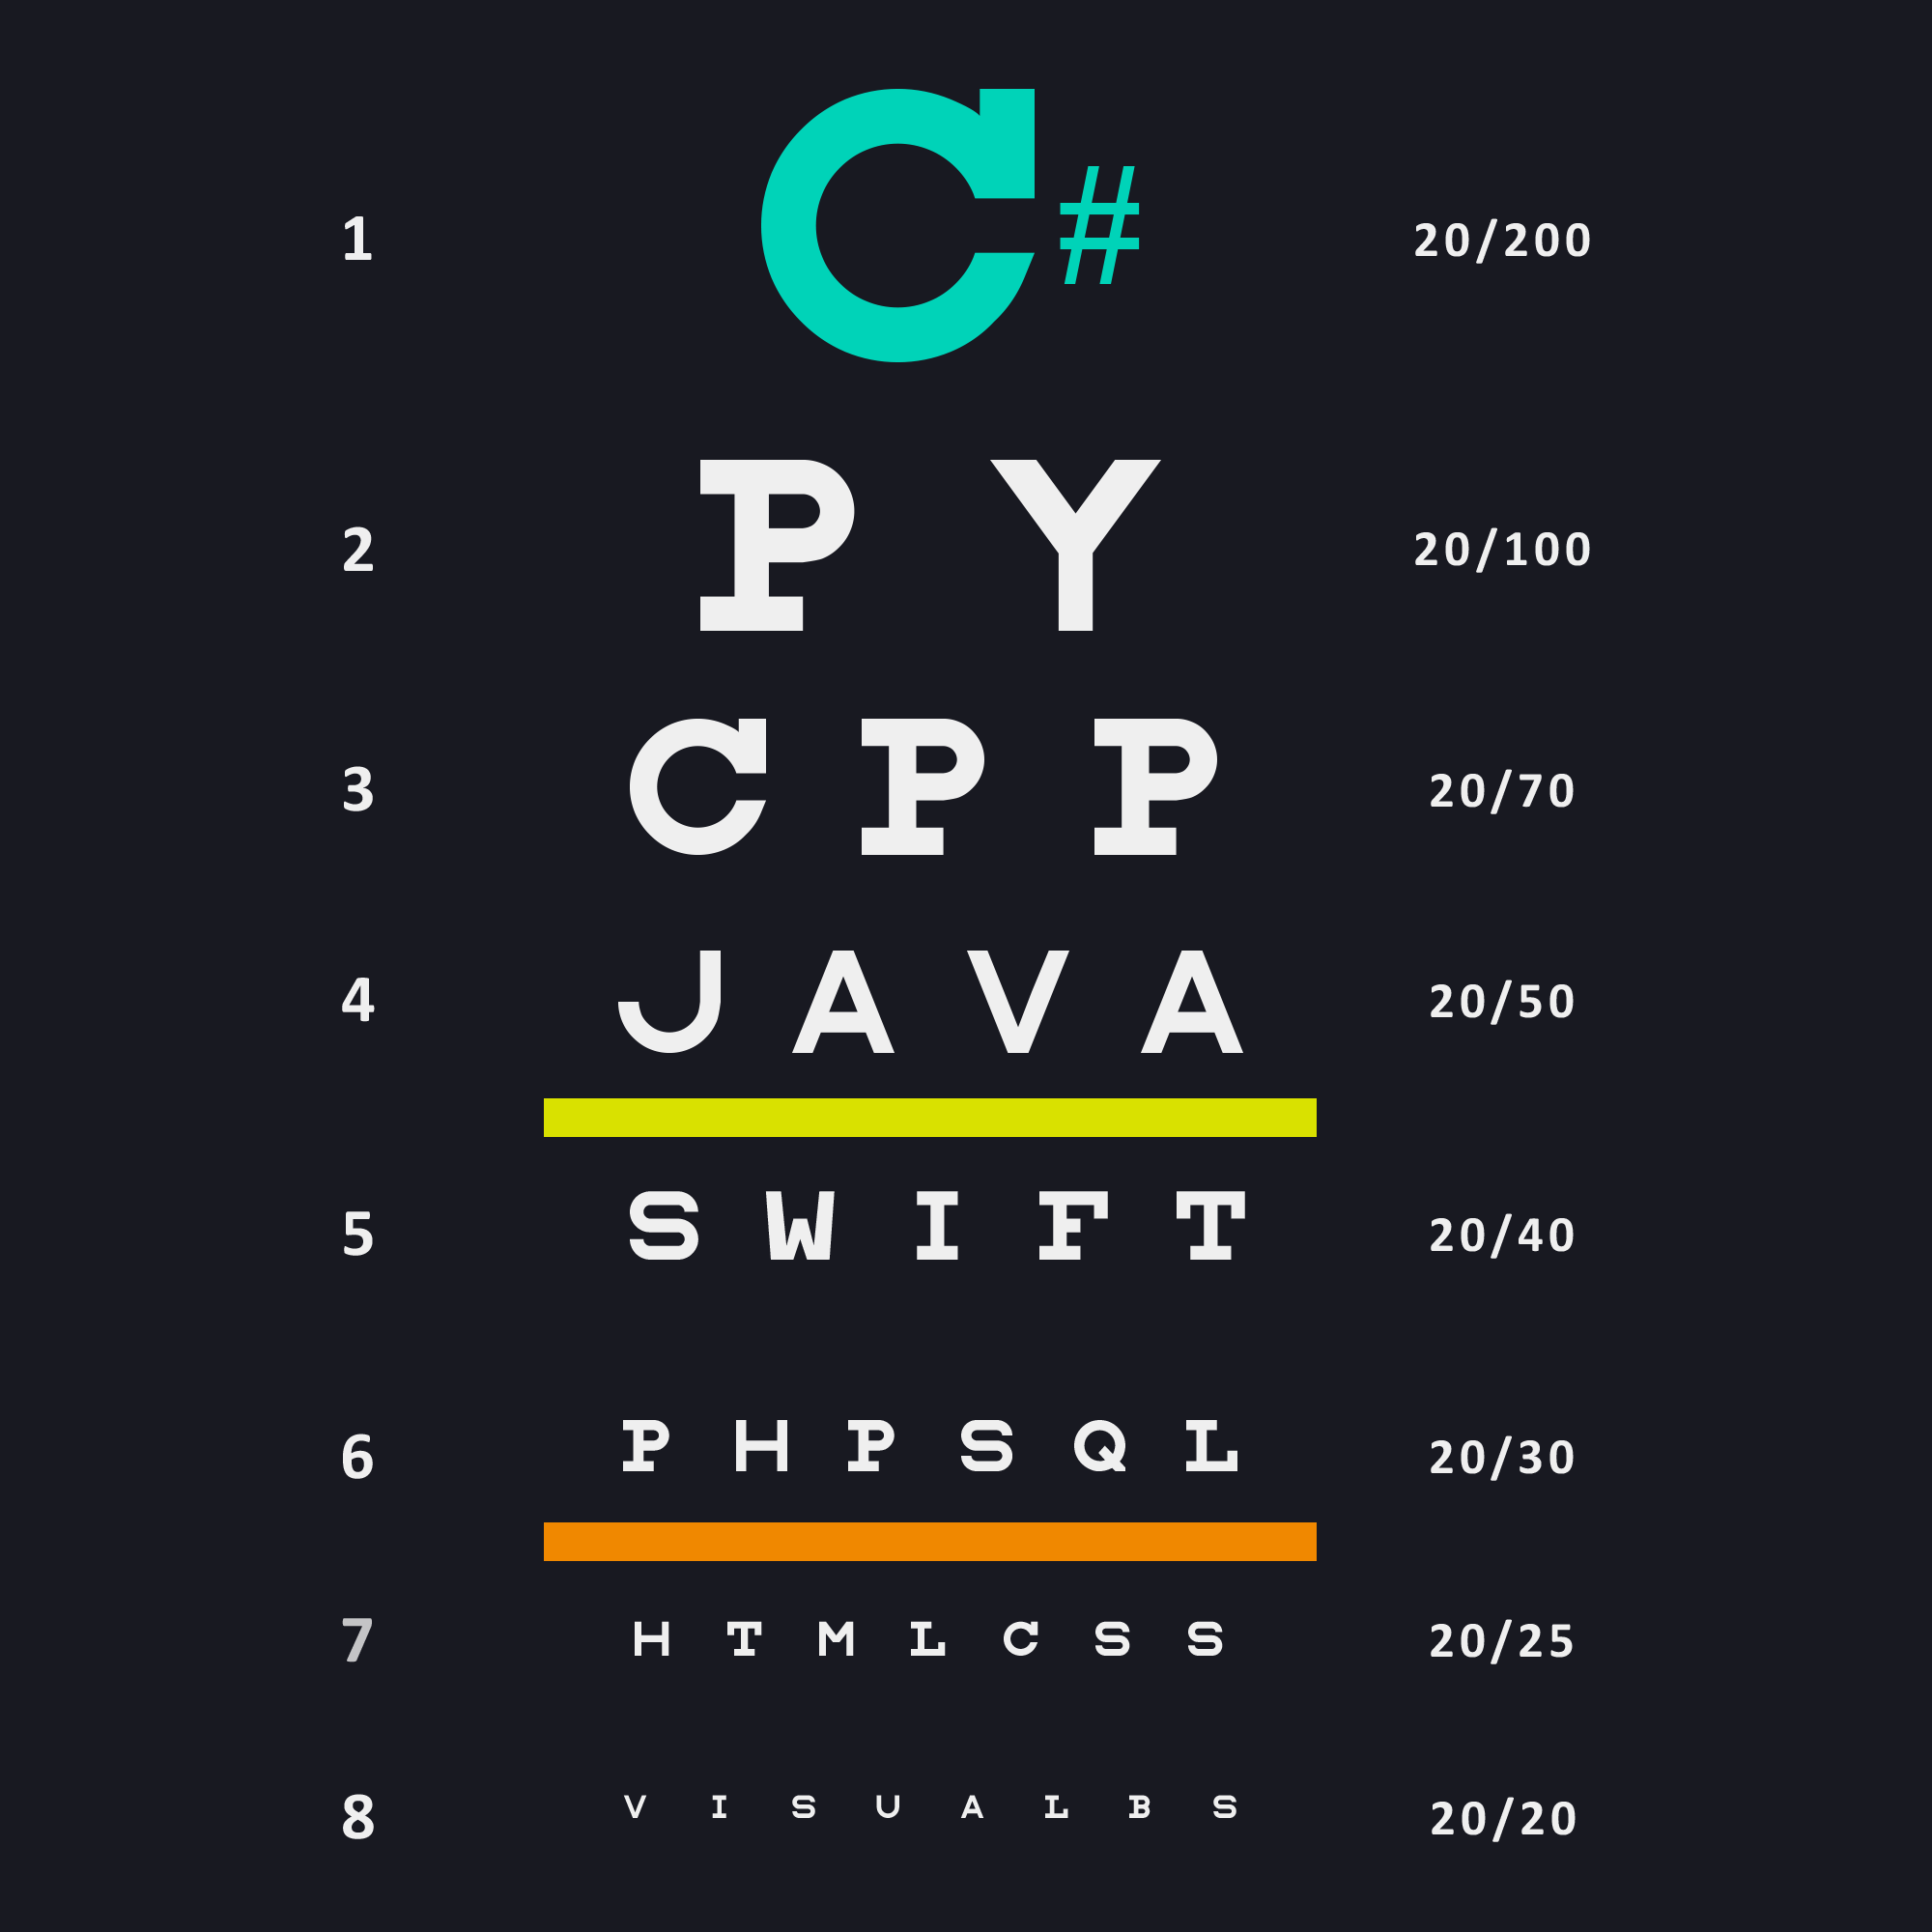 1 C# 20/200
2 P Y 20/100
3 C P P 20/70
4 J A V A 20/50
5 S W I F T 20/40
6 P H P S Q L 20/30
7 H T M L C S S 20/25
8 V I S U A L B S 20/20